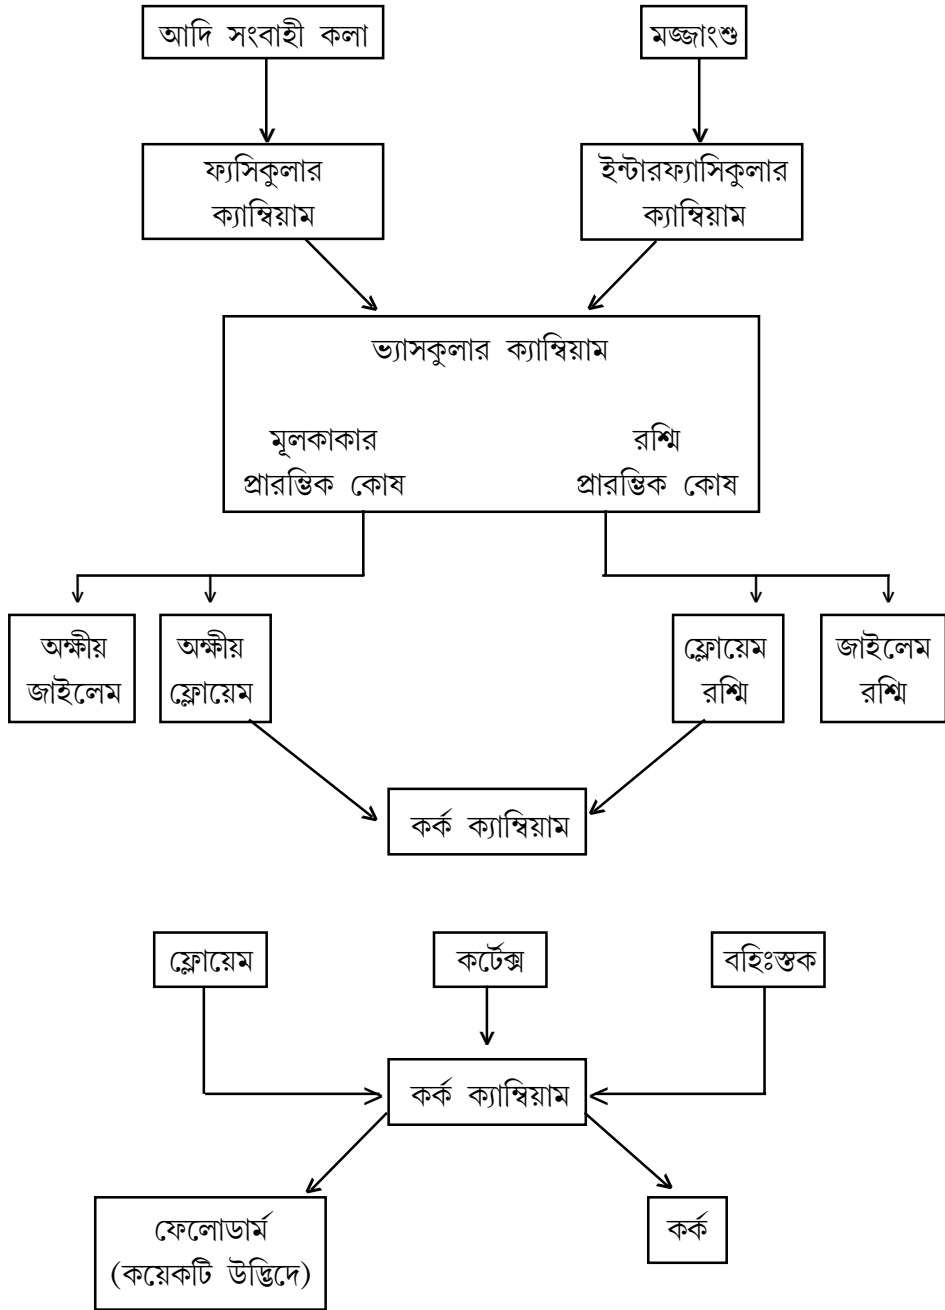 আদি সংবাহী কলা
মজ্জাংশু
ফ্যসিকুলার
ক্যাম্বিয়াম
ইন্টারফ্যাসিকুলার
ক্যাম্বিয়াম
ভ্যাসকুলার ক্যাম্বিয়াম
মূলকাকার
প্রারম্ভিক কোষ
রশ্মি
প্রারম্ভিক কোষ
অক্ষীয়
জাইলেম
অক্ষীয়
ফ্লোয়েম
ফ্লোয়েম
রশ্মি
জাইলেম
রশ্মি
কর্ক ক্যাম্বিয়াম
ফ্লোয়েম
কর্টেক্স
বহিঃস্তক
কর্ক ক্যাম্বিয়াম
ফেলোডার্ম
(কয়েকটি উদ্ভিদে)
কর্ক